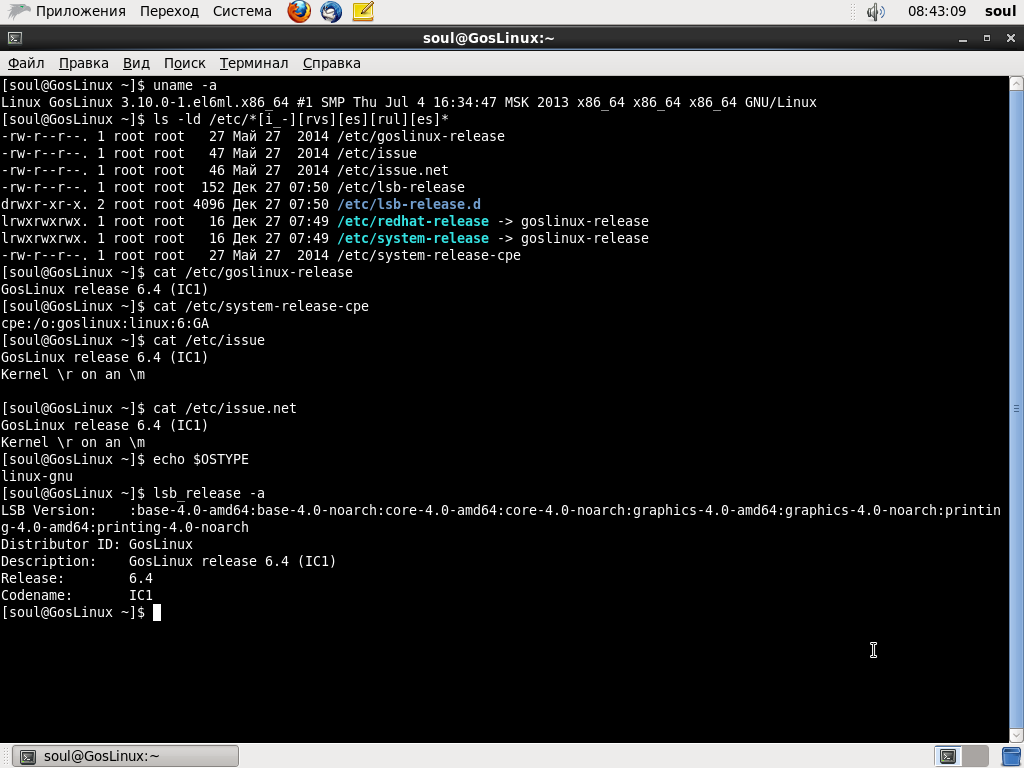 Приложения Переход Система 08:43:09 soul
soul@GosLinux:~
Файл Правка Вид Поиск Терминал Справка
[soul@GosLinux ~]$ uname -a
Linux GosLinux 3.10.0-1.el6ml.x86_64 #1 SMP Thu Jul 4 16:34:47 MSK 2013 x86_64 x86_64 x86_64 GNU/Linux
[soul@GosLinux ~]$ ls -ld /etc/*[i_-][rvs][es][rul][es]*
-rw-r--r--. 1 root root   27 Май 27  2014 /etc/goslinux-release
-rw-r--r--. 1 root root   47 Май 27  2014 /etc/issue
-rw-r--r--. 1 root root   46 Май 27  2014 /etc/issue.net
-rw-r--r--. 1 root root  152 Дек 27 07:50 /etc/lsb-release
drwxr-xr-x. 2 root root 4096 Дек 27 07:50 /etc/lsb-release.d
lrwxrwxrwx. 1 root root   16 Дек 27 07:49 /etc/redhat-release -> goslinux-release
lrwxrwxrwx. 1 root root   16 Дек 27 07:49 /etc/system-release -> goslinux-release
-rw-r--r--. 1 root root   27 Май 27  2014 /etc/system-release-cpe
[soul@GosLinux ~]$ cat /etc/goslinux-release
GosLinux release 6.4 (IC1)
[soul@GosLinux ~]$ cat /etc/system-release-cpe
cpe:/o:goslinux:linux:6:GA
[soul@GosLinux ~]$ cat /etc/issue
GosLinux release 6.4 (IC1)
Kernel \r on an \m
[soul@GosLinux ~]$ cat /etc/issue.net
GosLinux release 6.4 (IC1)
Kernel \r on an \m
[soul@GosLinux ~]$ echo $OSTYPE
linux-gnu
[soul@GosLinux ~]$ lsb_release -a
LSB Version:    :base-4.0-amd64:base-4.0-noarch:core-4.0-amd64:core-4.0-noarch:graphics-4.0-amd64:graphics-4.0-noarch:printin
g-4.0-amd64:printing-4.0-noarch
Distributor ID: GosLinux
Description:    GosLinux release 6.4 (IC1)
Release:        6.4
Codename:       IC1
[soul@GosLinux ~]$
soul@GosLinux:~